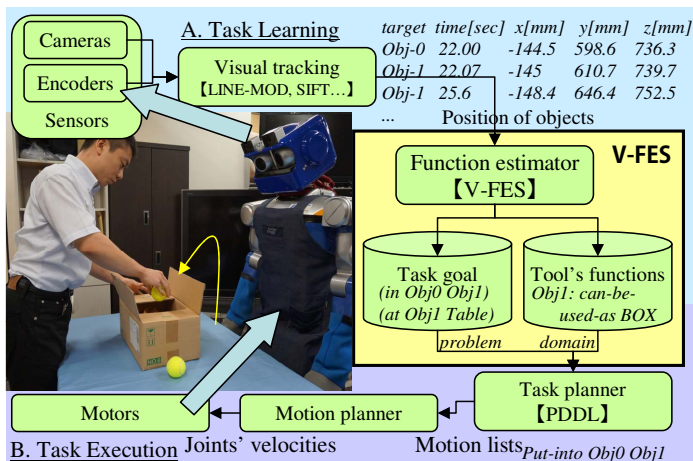 Cameras
Encoders
Sensors
A. Task Learning
Visual tracking
【LINE-MOD, SIFT…】
target time[sec] x[mm] y[mm] z[mm]
Obj-0 22.00 -144.5 598.6 736.3
Obj-1 22.07 -145 610.7 739.7
Obj-1 25.6 -148.4 646.4 752.5
... Position of objects
V-FES
Function estimator
【V-FES】
Task goal
(in Obj0 Obj1)
(at Obj1 Table)
Tool's functions
Obj1: can-be-
used-as BOX
problem
domain
Task planner
【PDDL】
Motion planner
Motors
B. Task Execution
Joints' velocities
Motion lists
Put-into Obj0 Obj1